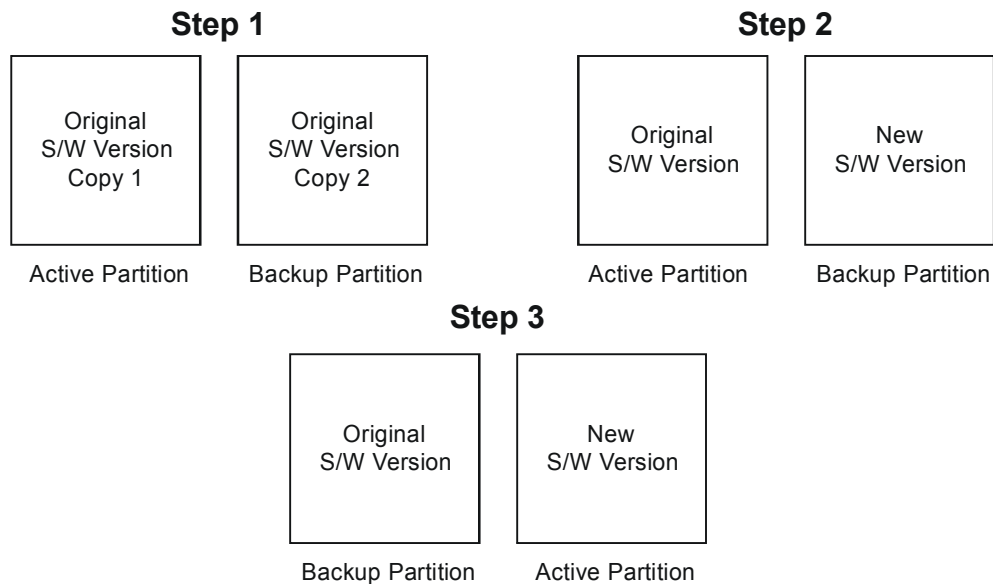 Step 1
Original
S/W Version
Copy 1
Active Partition
Original
S/W Version
Copy 2
Backup Partition
Step 2
Original
S/W Version
Active Partition
New
S/W Version
Backup Partition
Step 3
Original
S/W Version
Backup Partition
New
S/W Version
Active Partition